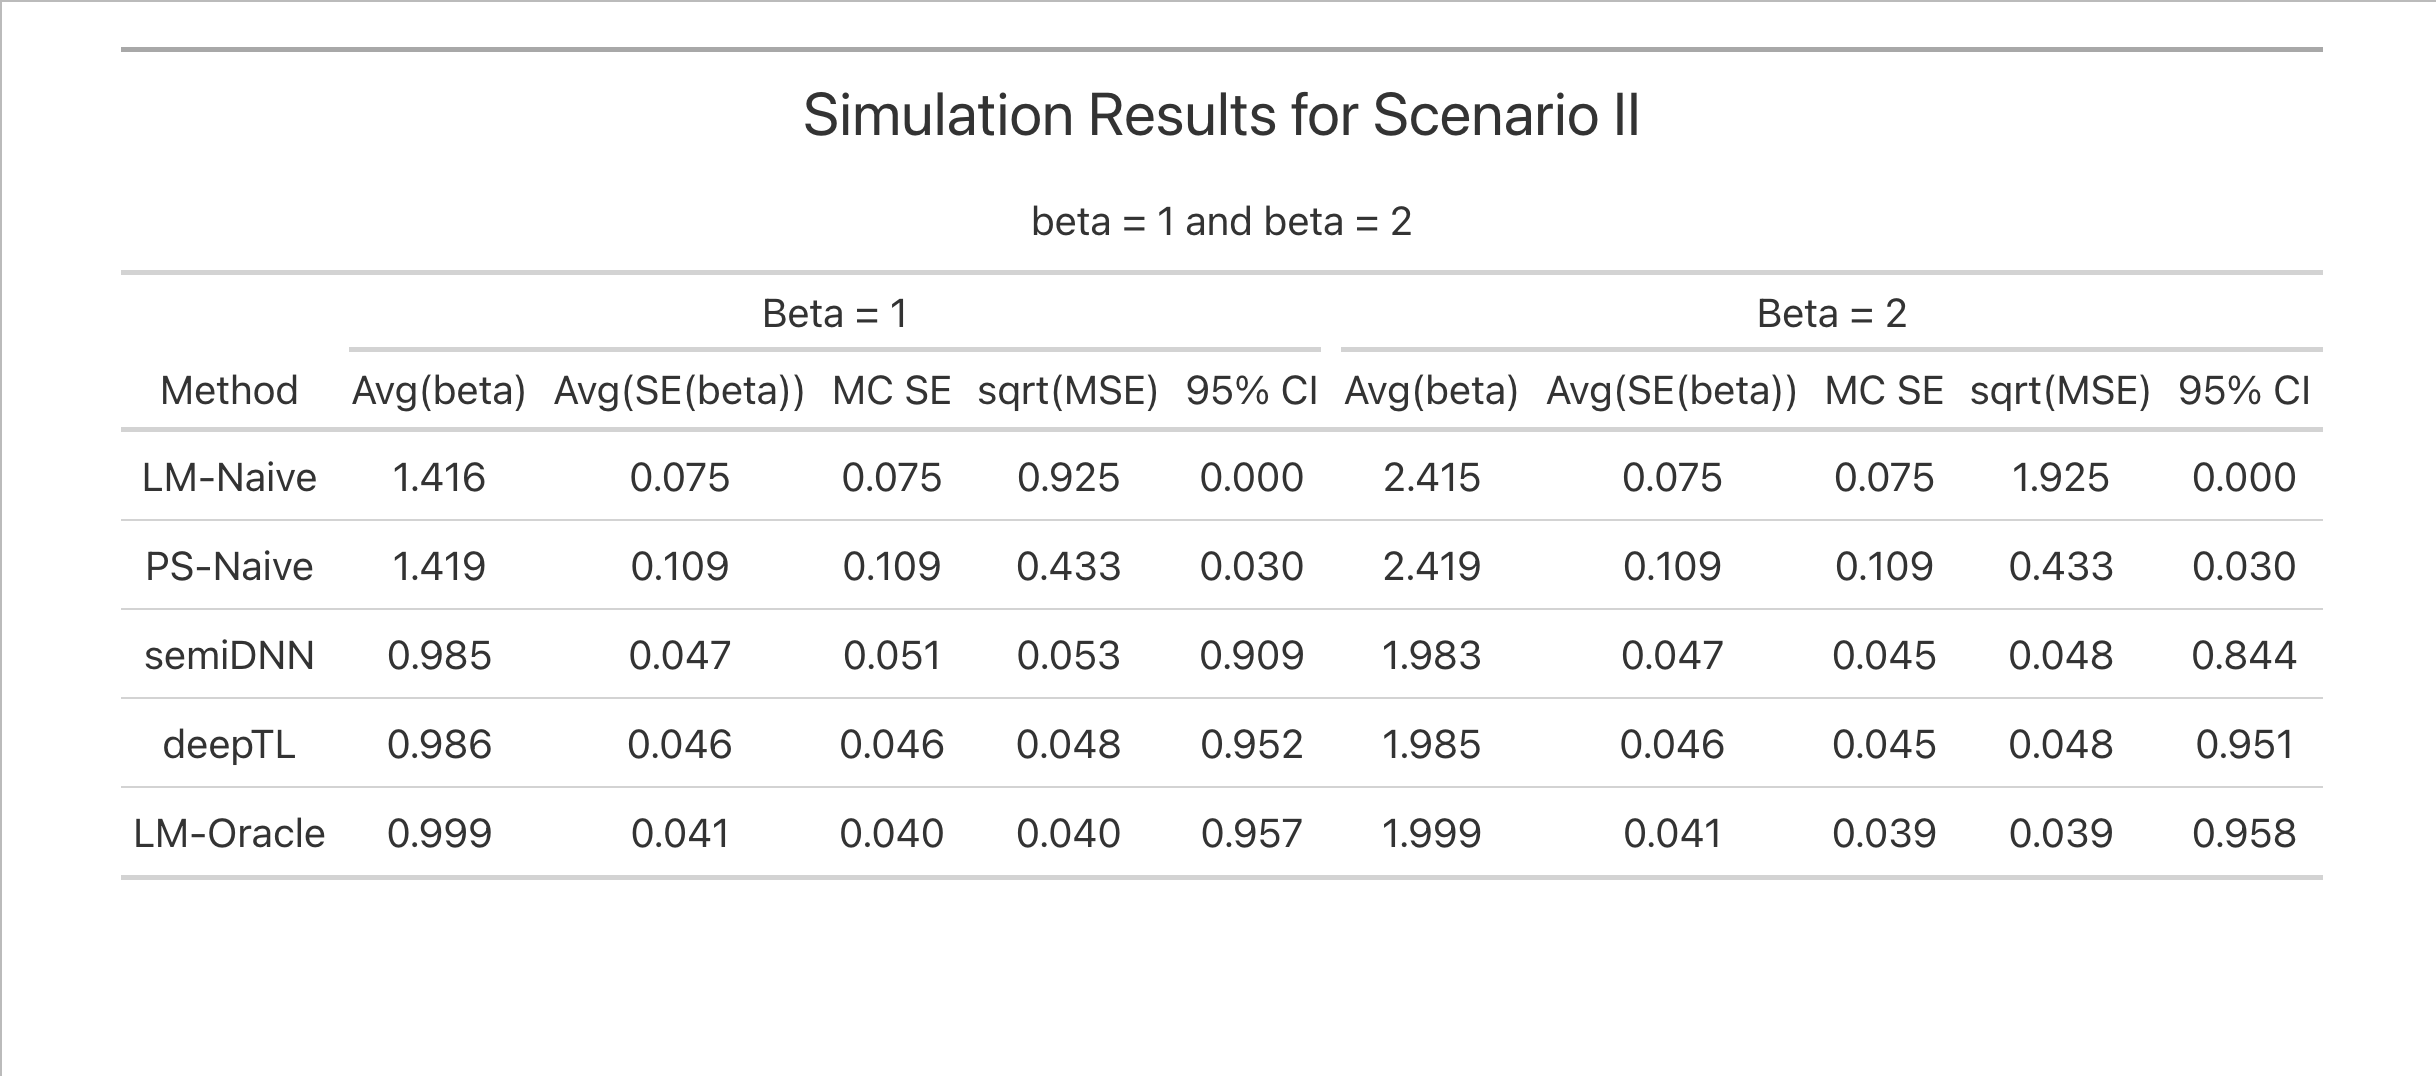 Simulation Results for Scenario II
beta = 1 and beta = 2
Beta = 1 Beta = 2
Method Avg(beta) Avg(SE(beta)) MC SE sqrt(MSE) 95% CI Avg(beta) Avg(SE(beta)) MC SE sqrt(MSE) 95% CI
LM-Naive 1.416 0.075 0.075 0.925 0.000 2.415 0.075 0.075 1.925 0.000
PS-Naive 1.419 0.109 0.109 0.433 0.030 2.419 0.109 0.109 0.433 0.030
semiDNN 0.985 0.047 0.051 0.053 0.909 1.983 0.047 0.045 0.048 0.844
deepTL 0.986 0.046 0.046 0.048 0.952 1.985 0.046 0.045 0.048 0.951
LM-Oracle 0.999 0.041 0.040 0.040 0.957 1.999 0.041 0.039 0.039 0.958